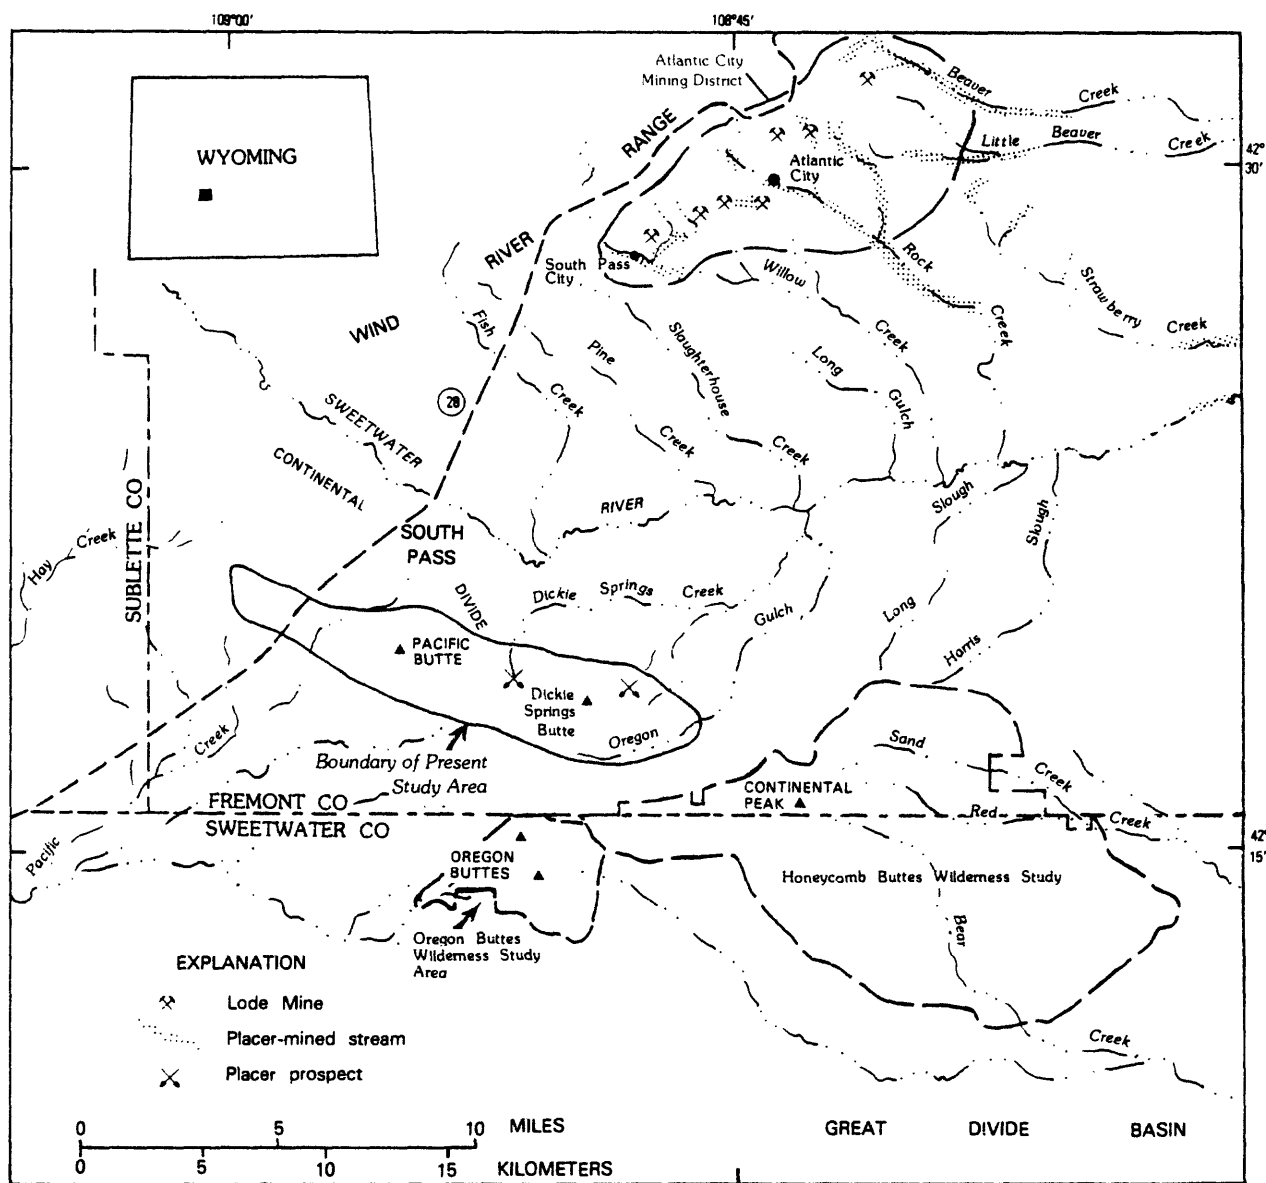 109°00'
108°45'
Atlantic City
Mining District
Beaver
Creek
WYOMING
RANGE
Little
Beaver
Creek
42°
30'
Atlantic
City
RIVER
South Pass
City
Willow
Rock
Strawberry
WIND
Fish
Creek
Creek
Creek
Pine
Slaughterhouse
Long
28
SWEETWATER
Creek
Gulch
CONTINENTAL
Creek
Creek
Slough
RIVER
Slough
SOUTH
PASS
Hay
Creek
SUBLETTE CO
DIVIDE
Dickie
Springs
Creek
Gulch
Long
PACIFIC
BUTTE
Harris
Dickie
Springs
Butte
Oregon
Creek
Sand
Boundary of Present
Study Area
Creek
CONTINENTAL
PEAK
FREMONT CO
Red
Creek
SWEETWATER CO
Pacific
42°
15'
OREGON
BUTTES
Honeycomb Buttes Wilderness Study
Bear
Oregon Buttes
Wilderness Study
Area
EXPLANATION
Lode Mine
Placer-mined stream
Placer prospect
Creek
0 5 10 MILES
0 5 10 15 KILOMETERS
GREAT DIVIDE BASIN